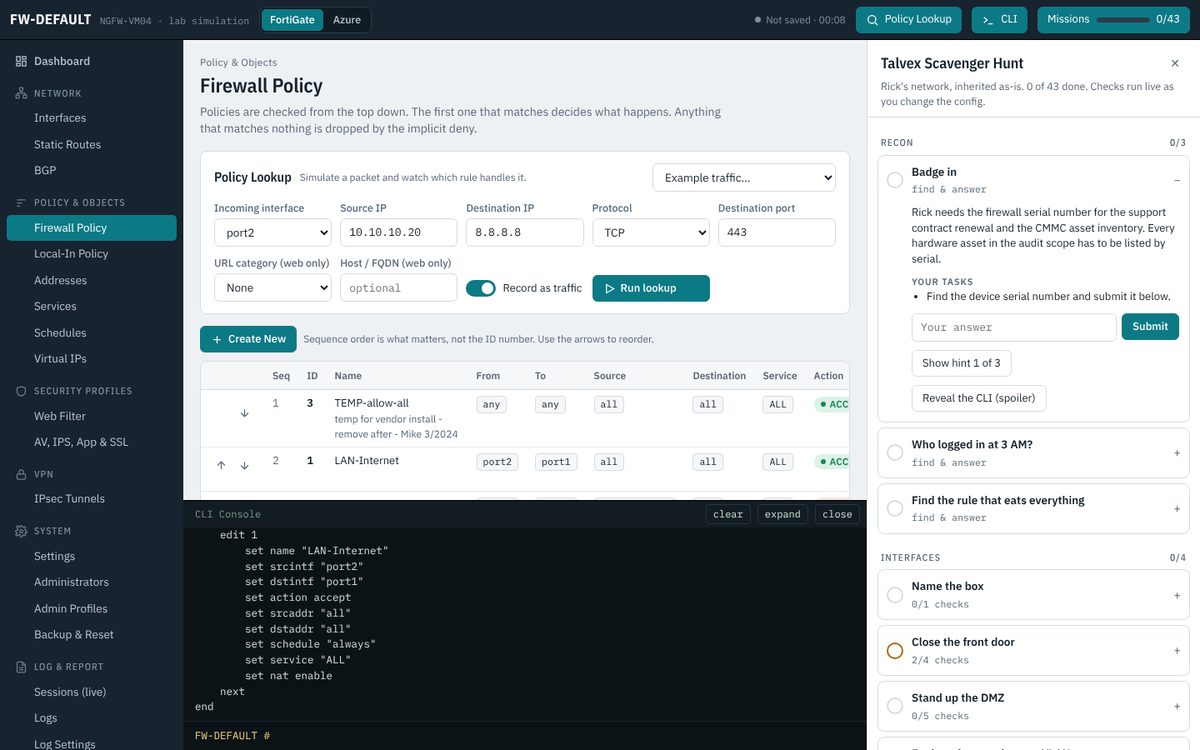 FW-DEFAULT NGFW-VM04 · lab simulation FortiGate Azure Not saved · 00:08 Policy Lookup CLI Missions 0/43
Dashboard
NETWORK
Interfaces
Static Routes
BGP
POLICY & OBJECTS
Firewall Policy
Local-In Policy
Addresses
Services
Schedules
Virtual IPs
SECURITY PROFILES
Web Filter
AV, IPS, App & SSL
VPN
IPsec Tunnels
SYSTEM
Settings
Administrators
Admin Profiles
Backup & Reset
LOG & REPORT
Sessions (live)
Logs
Log Settings
Policy & Objects
Firewall Policy
Policies are checked from the top down. The first one that matches decides what happens. Anything
that matches nothing is dropped by the implicit deny.
Policy Lookup Simulate a packet and watch which rule handles it. Example traffic...
Incoming interface Source IP Destination IP Protocol Destination port
port2 10.10.10.20 8.8.8.8 TCP 443
URL category (web only) Host / FQDN (web only)
None optional Record as traffic Run lookup
+ Create New Sequence order is what matters, not the ID number. Use the arrows to reorder.
Seq ID Name From To Source Destination Service Action
↓ 1 3 TEMP-allow-all any any all all ALL ACC
temp for vendor install -
remove after - Mike 3/2024
↑ ↓ 2 1 LAN-Internet port2 port1 all all ALL ACC
CLI Console clear expand close
edit 1
set name "LAN-Internet"
set srcintf "port2"
set dstintf "port1"
set action accept
set srcaddr "all"
set dstaddr "all"
set schedule "always"
set service "ALL"
set nat enable
next
end
FW-DEFAULT #
Talvex Scavenger Hunt ×
Rick's network, inherited as-is. 0 of 43 done. Checks run live as
you change the config.
RECON 0/3
Badge in −
find & answer
Rick needs the firewall serial number for the support
contract renewal and the CMMC asset inventory. Every
hardware asset in the audit scope has to be listed by
serial.
YOUR TASKS
• Find the device serial number and submit it below.
Your answer Submit
Show hint 1 of 3
Reveal the CLI (spoiler)
Who logged in at 3 AM? +
find & answer
Find the rule that eats everything +
find & answer
INTERFACES 0/4
Name the box +
0/1 checks
Close the front door +
2/4 checks
Stand up the DMZ +
0/5 checks